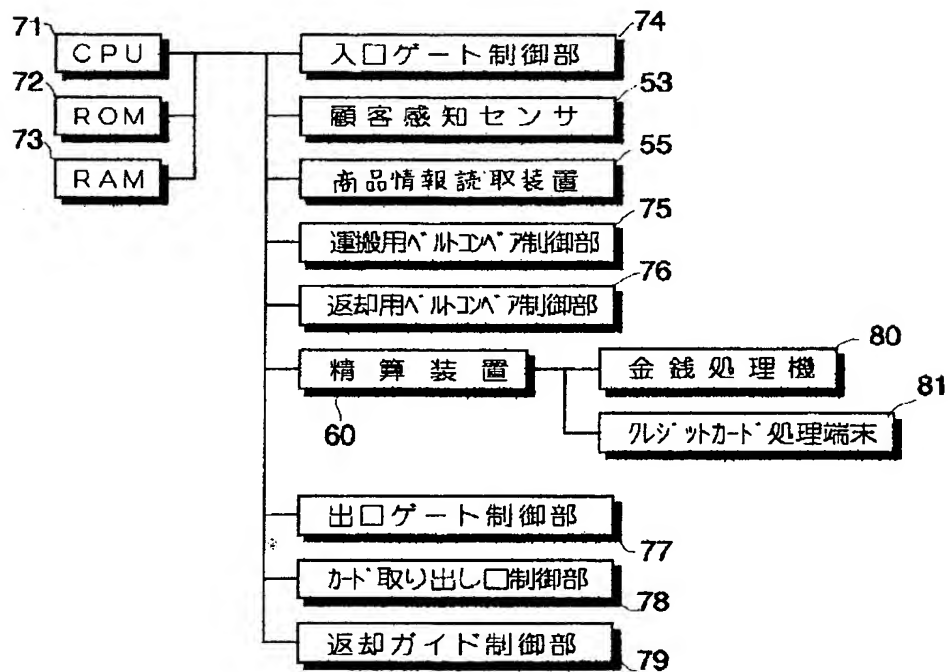 71
CPU
72
ROM
73
RAM
74
入口ゲート制御部
53
顧客感知センサ
55
商品情報読取装置
75
運搬用ベルトコンベア制御部
76
返却用ベルトコンベア制御部
精算装置
60
80
金銭処理機
81
クレジットカード処理端末
出口ゲート制御部
77
カード取り出し口制御部
78
返却ガイド制御部
79